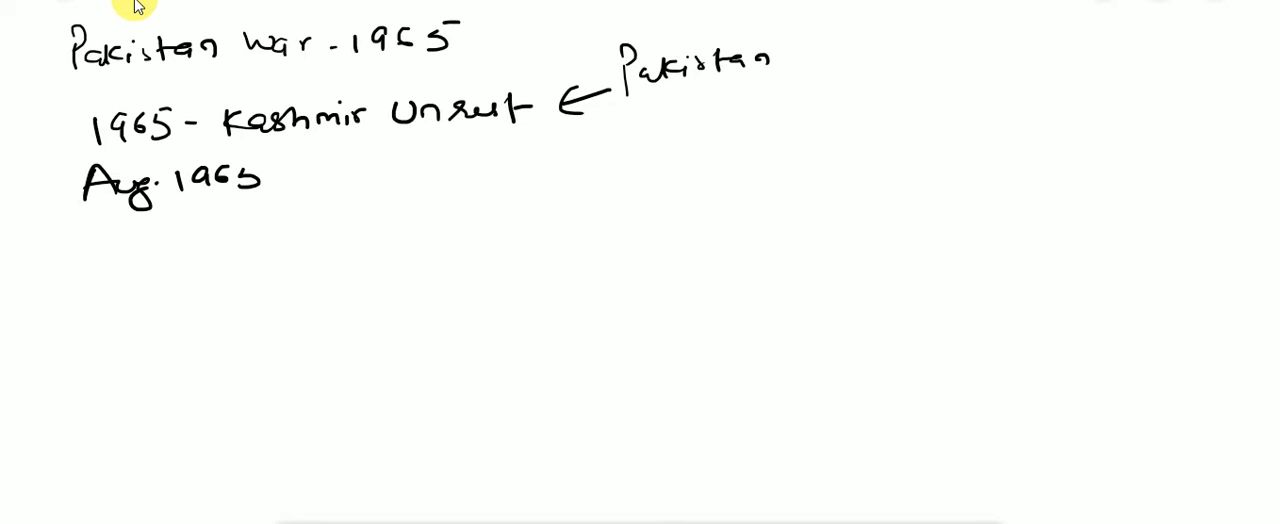 Pakistan war - 1965
1965 - Kashmir Unrest ← Pakistan
Aug. 1965